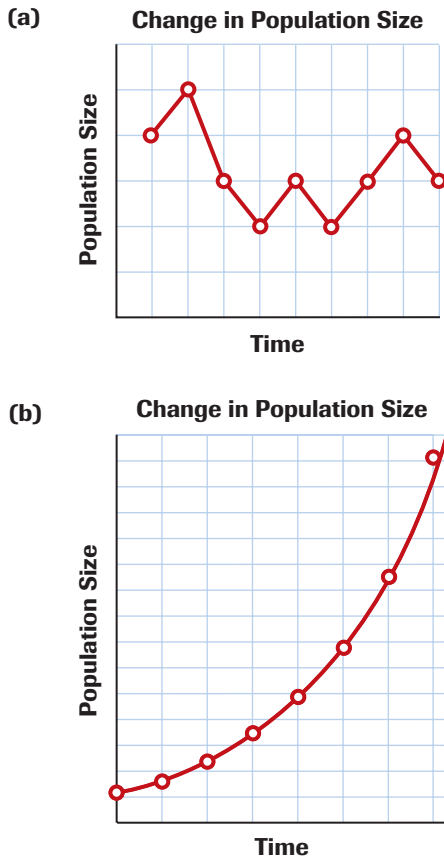 (a)
Change in Population Size
Population Size
Time
(b)
Change in Population Size
Population Size
Time